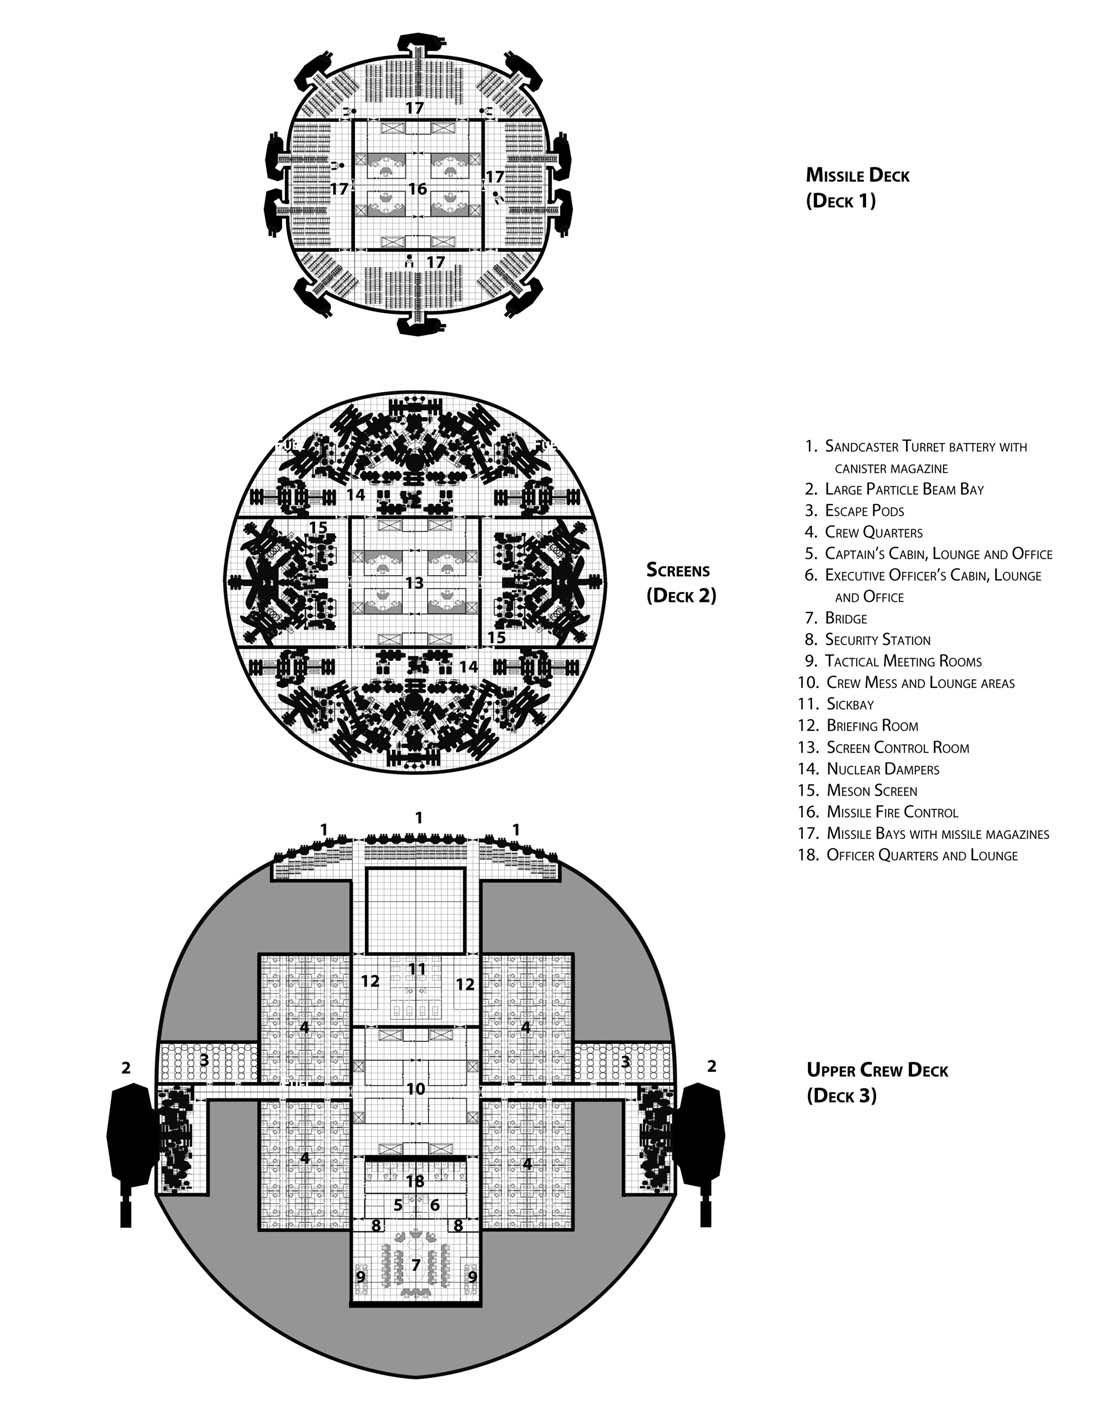 17
17
16
17
17
Missile Deck
(Deck 1)
14
15
13
15
14
Screens
(Deck 2)
1. Sandcaster Turret battery with
canister magazine
2. Large Particle Beam Bay
3. Escape Pods
4. Crew Quarters
5. Captain's Cabin, Lounge and Office
6. Executive Officer's Cabin, Lounge
and Office
7. Bridge
8. Security Station
9. Tactical Meeting Rooms
10. Crew Mess and Lounge areas
11. Sickbay
12. Briefing Room
13. Screen Control Room
14. Nuclear Dampers
15. Meson Screen
16. Missile Fire Control
17. Missile Bays with missile magazines
18. Officer Quarters and Lounge
1
1
1
12
11
12
4
4
2
3
3
2
10
4
4
18
5
6
8
8
7
9
9
Upper Crew Deck
(Deck 3)